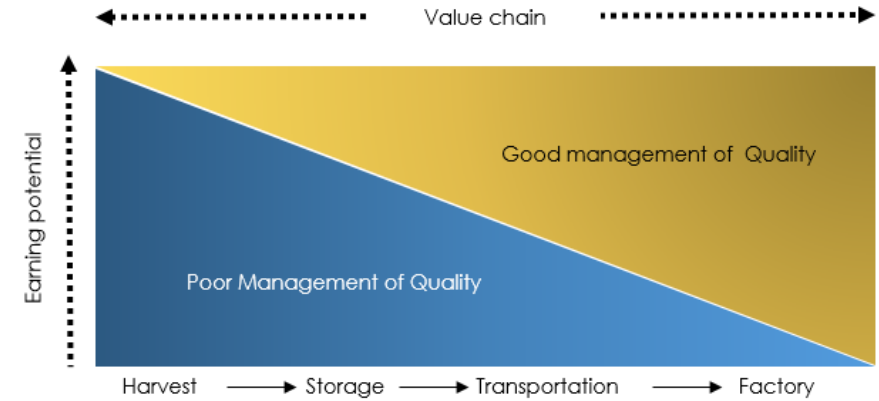 Value chain
Earning potential
Good management of Quality
Poor Management of Quality
Harvest Storage Transportation Factory